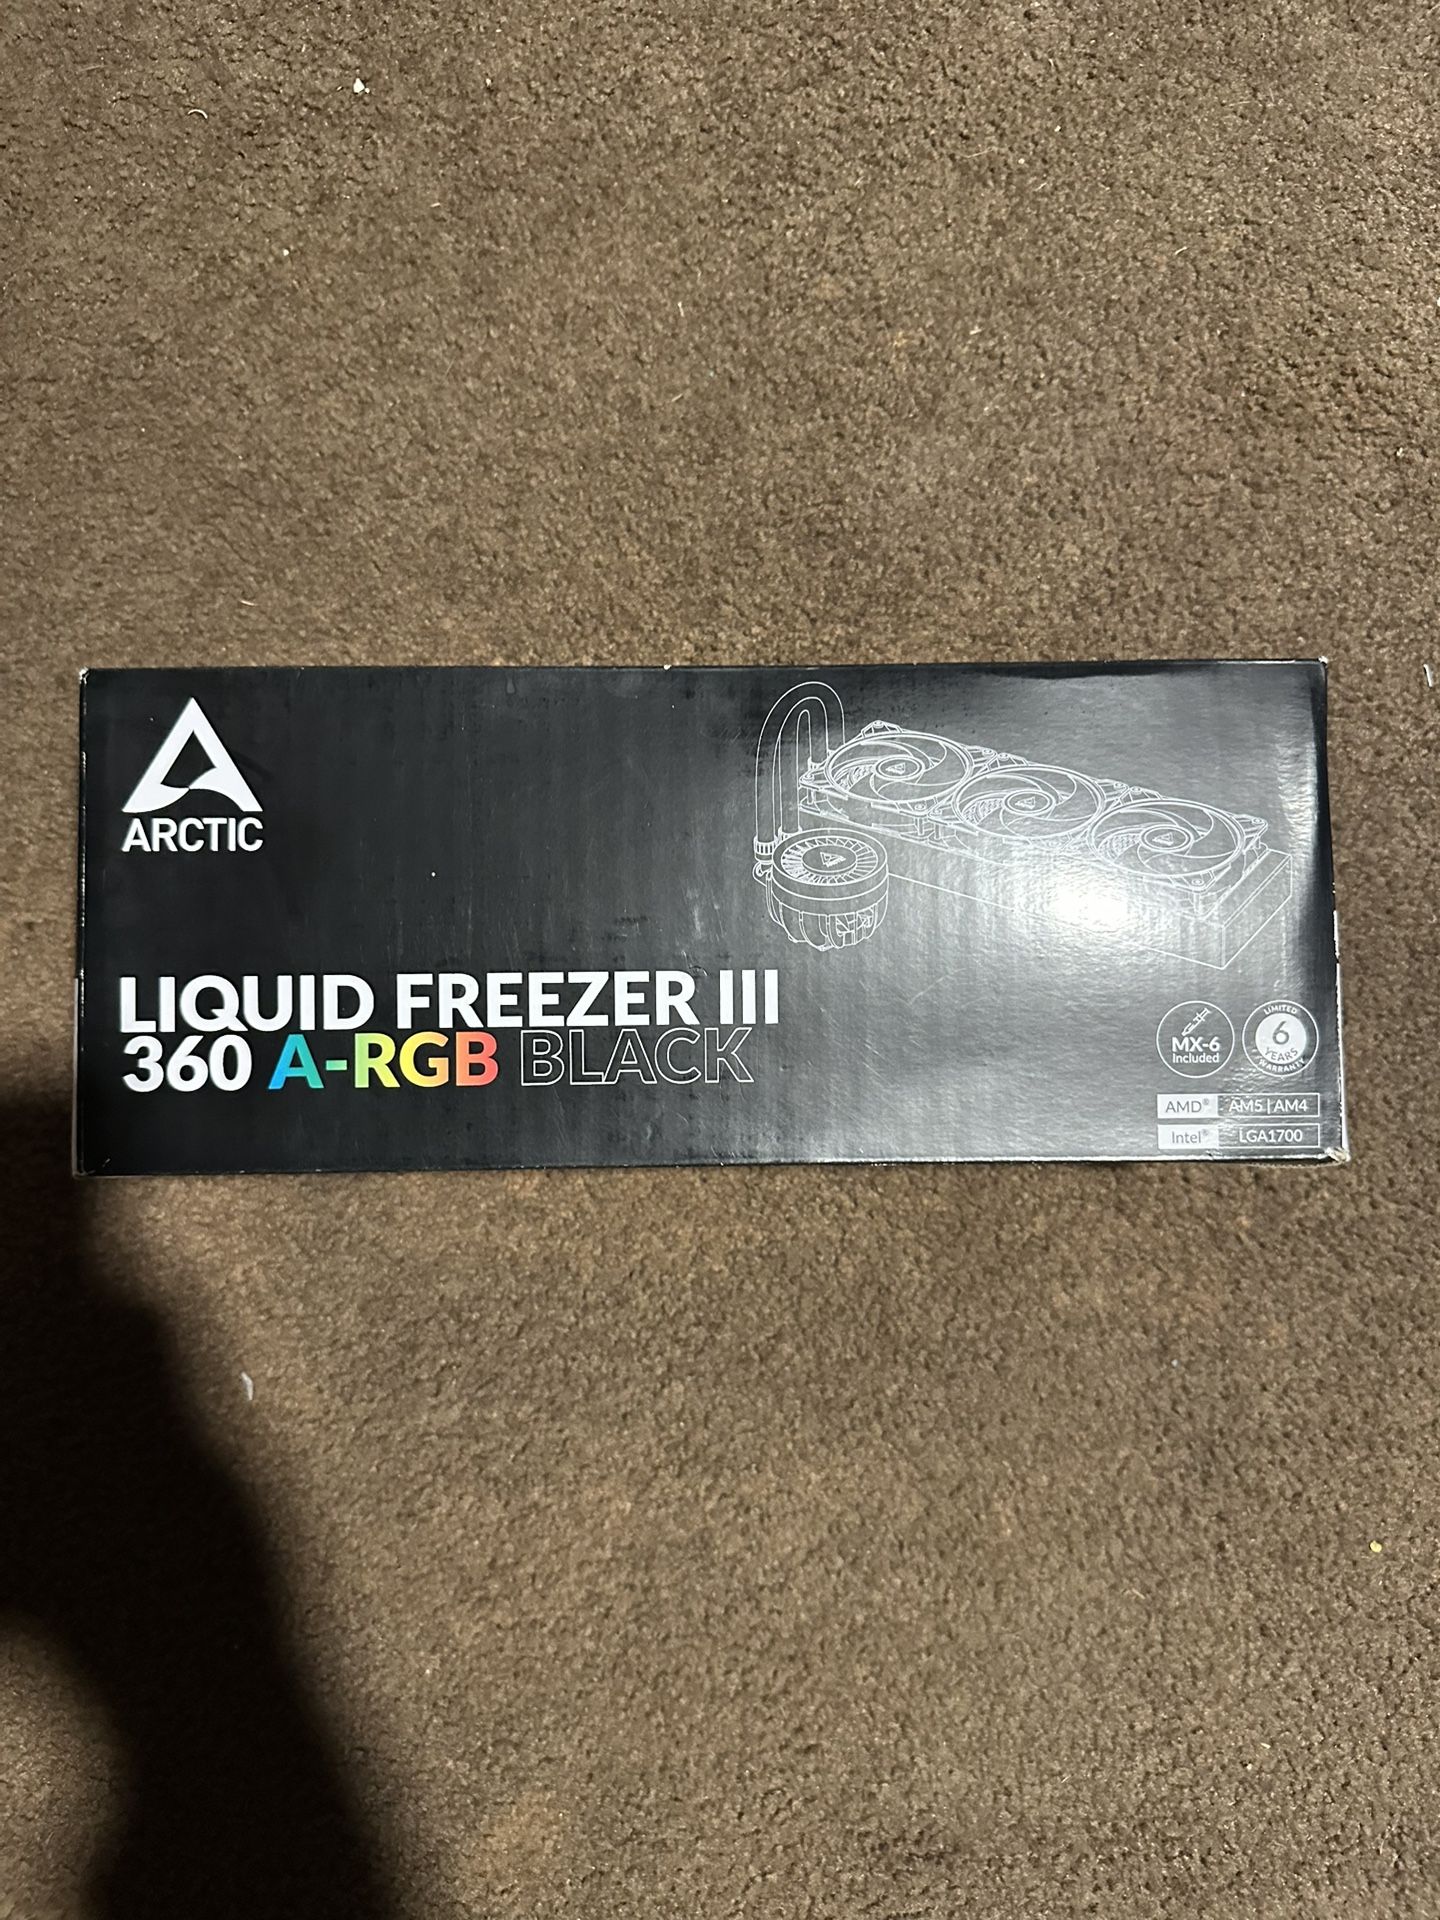 ARCTIC
LIQUID FREEZER III
360 A-RGB BLACK
MX-6
Included
LIMITED
6
YEARS
WARRANTY
AMD® AM5 | AM4
Intel® LGA1700